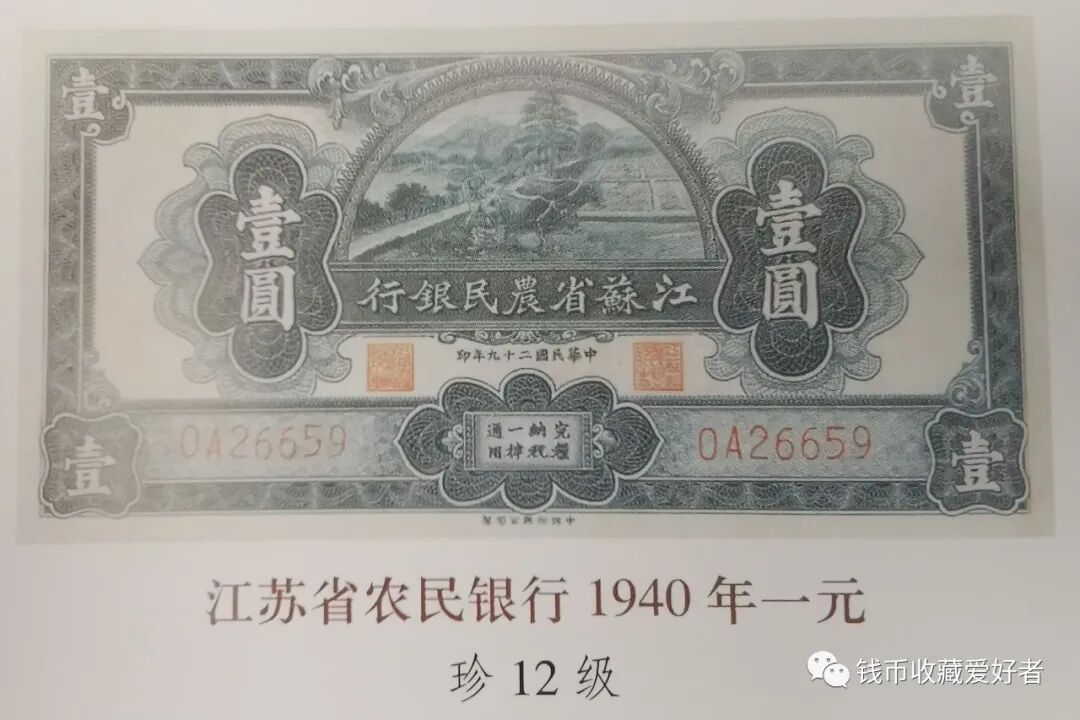 壹
壹
壹圓
壹圓
江蘇省農民銀行
中華民國二十九年印
0A26659
完糧納稅一律通用
0A26659
壹
壹
江苏省农民银行 1940 年一元
珍 12 级
钱币收藏爱好者